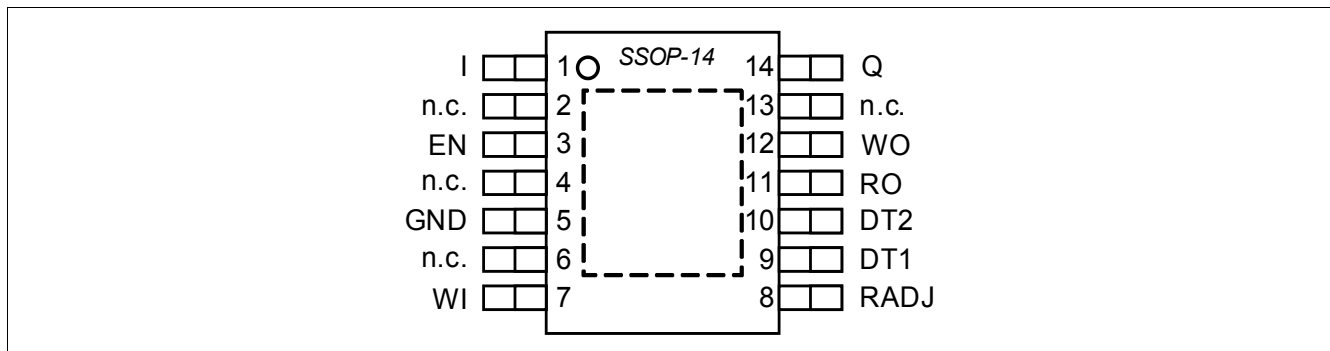 SSOP-14
I 1 14 Q
n.c. 2 13 n.c.
EN 3 12 WO
n.c. 4 11 RO
GND 5 10 DT2
n.c. 6 9 DT1
WI 7 8 RADJ